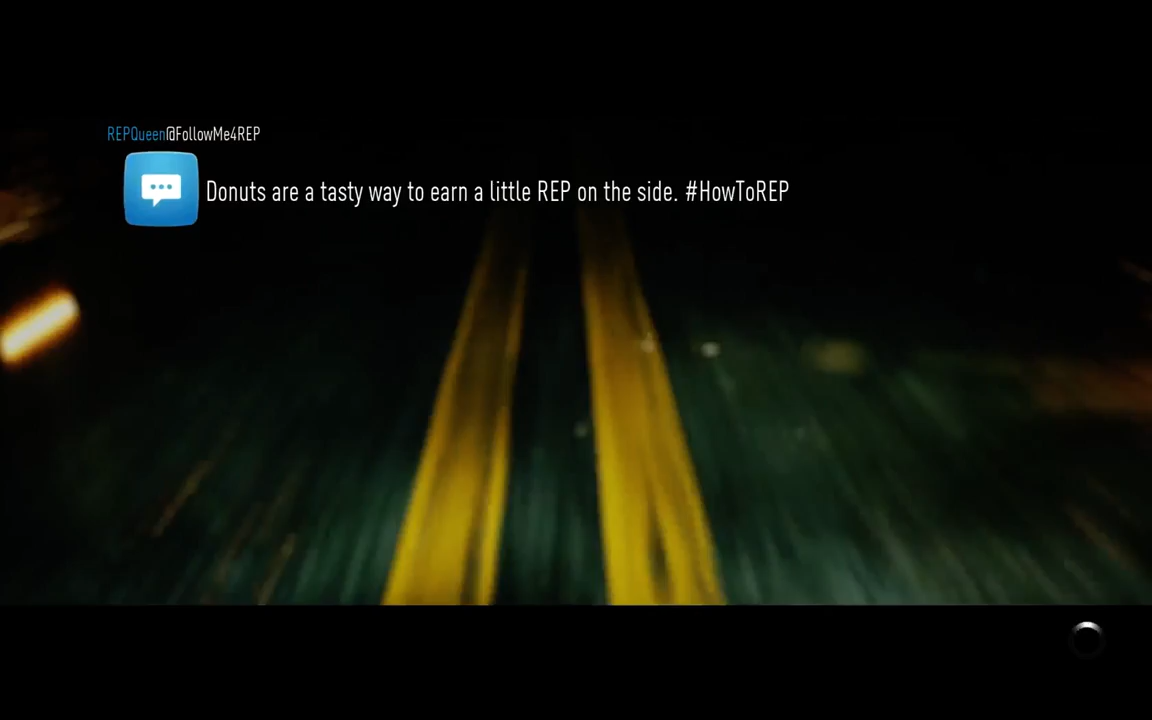 REPQueen@FollowMe4REP
Donuts are a tasty way to earn a little REP on the side. #HowToREP